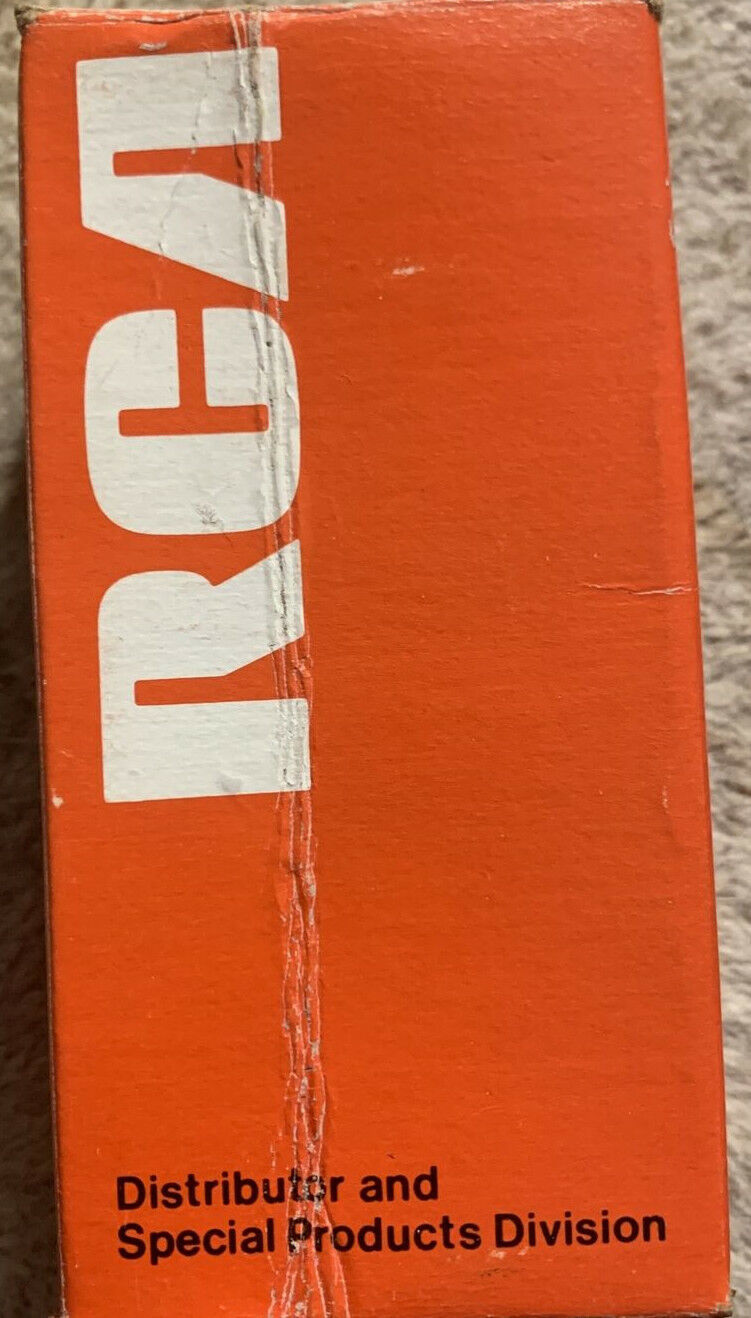 RCA
Distributor and
Special Products Division